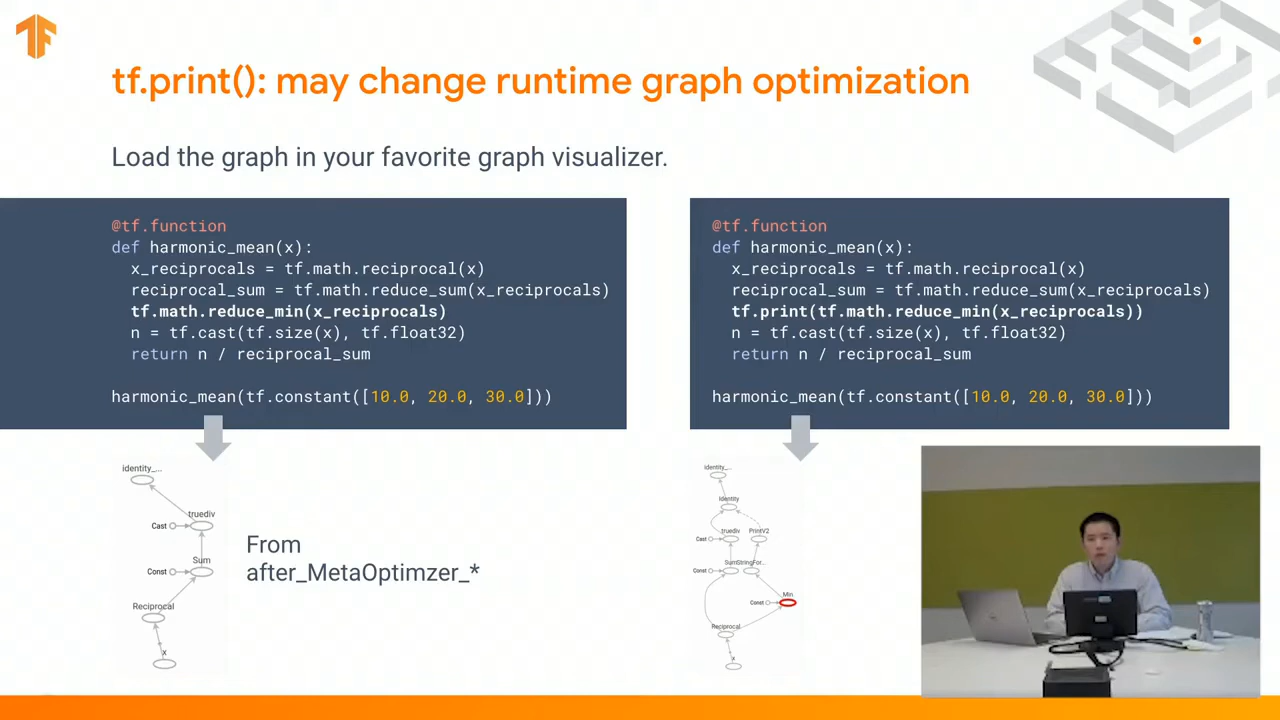 tf.print(): may change runtime graph optimization
Load the graph in your favorite graph visualizer.
@tf.function
def harmonic_mean(x):
x_reciprocals = tf.math.reciprocal(x)
reciprocal_sum = tf.math.reduce_sum(x_reciprocals)
tf.math.reduce_min(x_reciprocals)
n = tf.cast(tf.size(x), tf.float32)
return n / reciprocal_sum
harmonic_mean(tf.constant([10.0, 20.0, 30.0]))
@tf.function
def harmonic_mean(x):
x_reciprocals = tf.math.reciprocal(x)
reciprocal_sum = tf.math.reduce_sum(x_reciprocals)
tf.print(tf.math.reduce_min(x_reciprocals))
n = tf.cast(tf.size(x), tf.float32)
return n / reciprocal_sum
harmonic_mean(tf.constant([10.0, 20.0, 30.0]))
identity_...
truediv
Cast
Sum
Const
Reciprocal
x
From
after_MetaOptimzer_*
identity_...
Identity
truediv
PrintV2
Cast
SumStringFor...
Const
Min
Const
Reciprocal
x